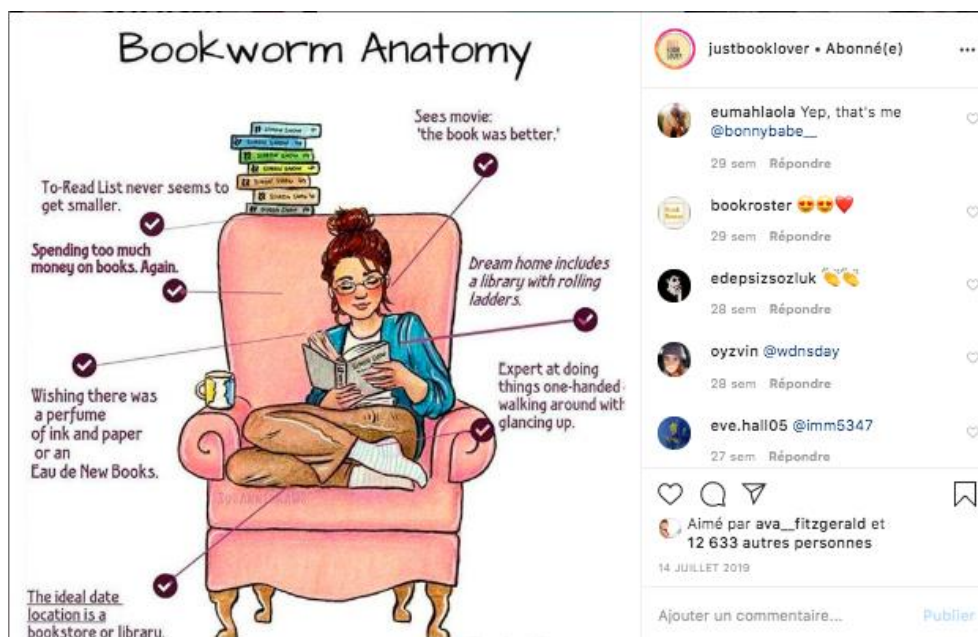 Bookworm Anatomy
Sees movie:
'the book was better.'
To-Read List never seems to
get smaller.
Spending too much
money on books. Again.
Dream home includes
a library with rolling
ladders.
Wishing there was
a perfume
of ink and paper
or an
Eau de New Books.
Expert at doing
things one-handed
walking around with
glancing up.
The ideal date
location is a
bookstore or library.
justbooklover • Abonné(e)
eumahlaola Yep, that's me
@bonnybabe__
29 sem Répondre
bookroster 😍😍❤️
29 sem Répondre
edepsizsozluk 👏👏
28 sem Répondre
oyzvin @wdnsday
28 sem Répondre
eve.hall05 @imm5347
27 sem Répondre
Aimé par ava__fitzgerald et
12 633 autres personnes
14 JUILLET 2019
Ajouter un commentaire... Publier